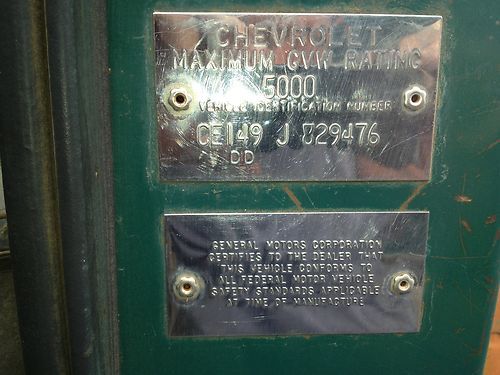 CHEVROLET
MAXIMUM GVW RATING
5000
VEHICLE IDENTIFICATION NUMBER
CE149 J 829476
DD
GENERAL MOTORS CORPORATION
CERTIFIES TO THE DEALER THAT
THIS VEHICLE CONFORMS TO
ALL FEDERAL MOTOR VEHICLE
SAFETY STANDARDS APPLICABLE
AT TIME OF MANUFACTURE